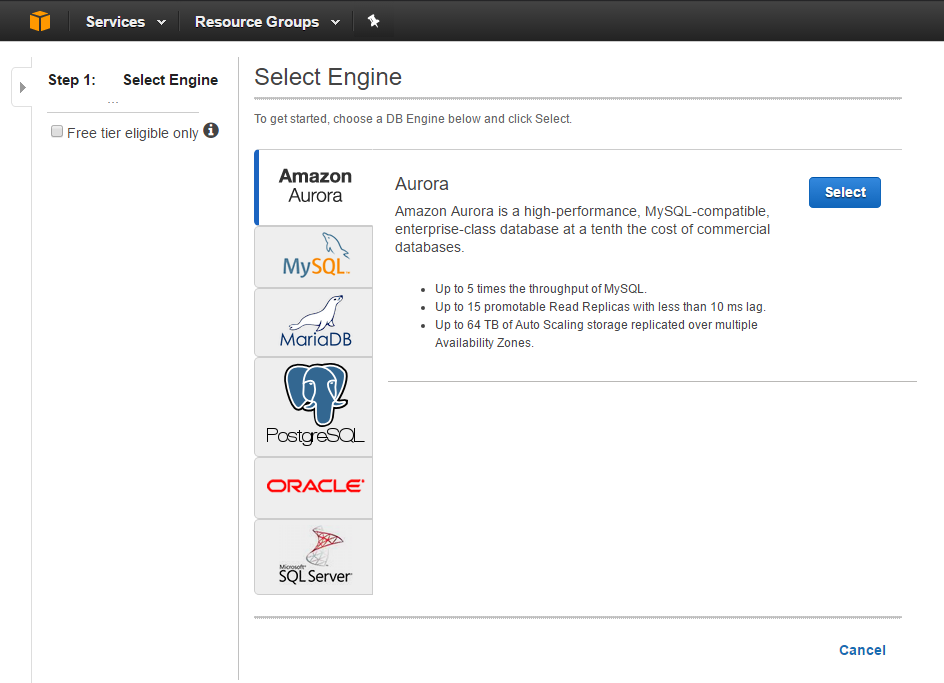 Services Resource Groups
Step 1: Select Engine
...
Free tier eligible only
Select Engine
To get started, choose a DB Engine below and click Select.
Amazon
Aurora
MySQL
MariaDB
PostgreSQL
ORACLE
Microsoft
SQL Server
Aurora
Select
Amazon Aurora is a high-performance, MySQL-compatible,
enterprise-class database at a tenth the cost of commercial
databases.
Up to 5 times the throughput of MySQL.
Up to 15 promotable Read Replicas with less than 10 ms lag.
Up to 64 TB of Auto Scaling storage replicated over multiple
Availability Zones.
Cancel